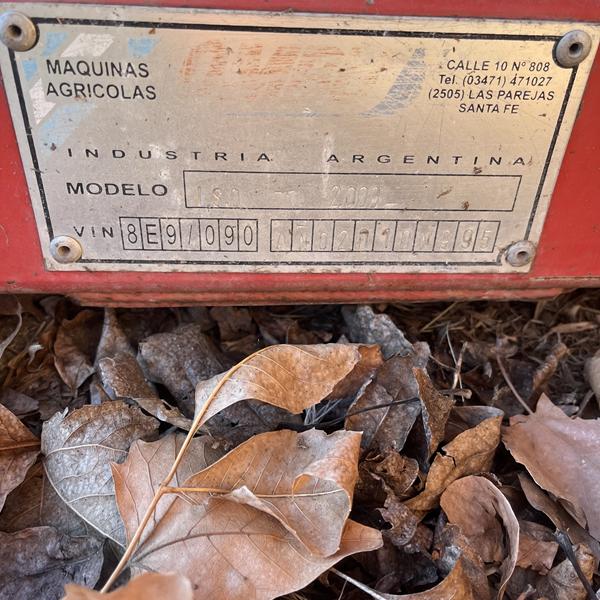 MAQUINAS
AGRICOLAS
CALLE 10 Nº 808
Tel. (03471) 471027
(2505) LAS PAREJAS
SANTA FE
INDUSTRIA ARGENTINA
MODELO
VIN 8E9/090